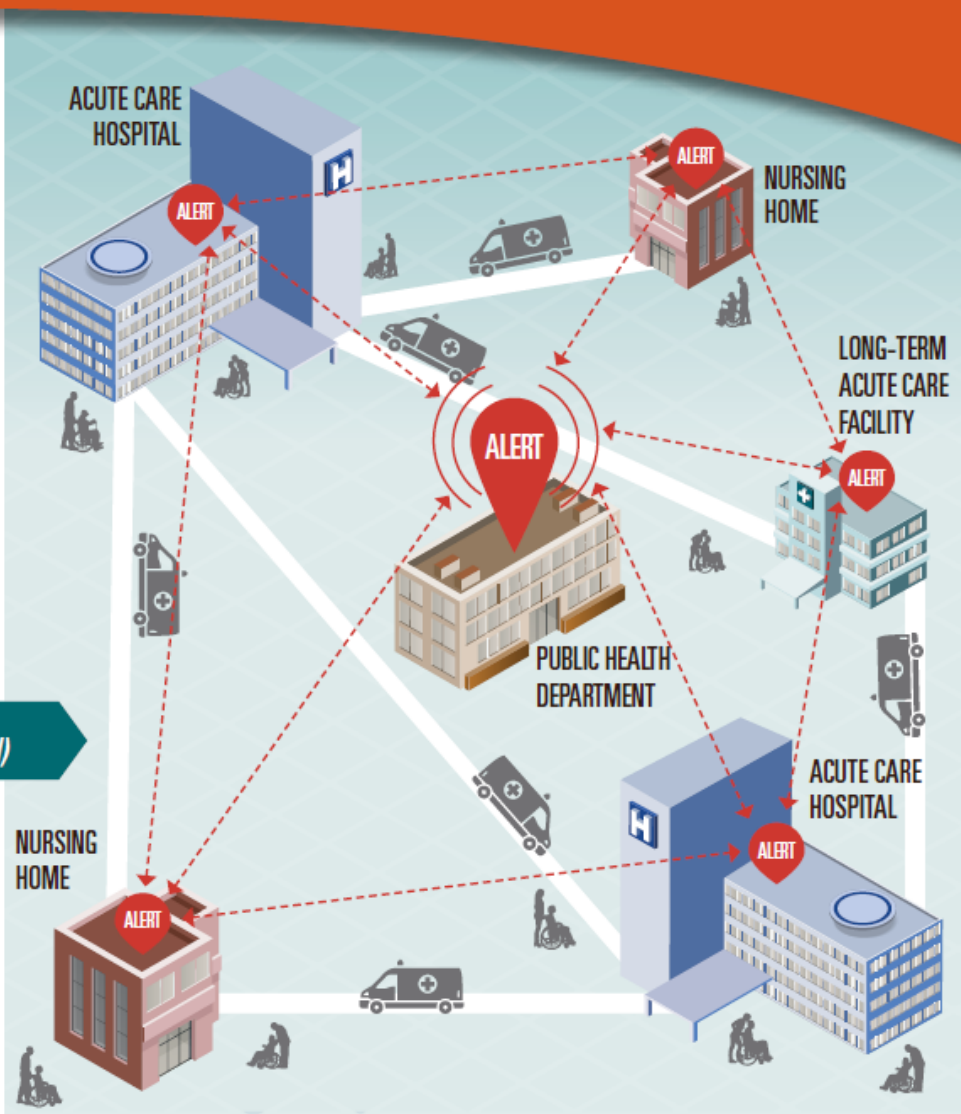 ACUTE CARE
HOSPITAL
H
ALERT
ALERT
NURSING
HOME
LONG-TERM
ACUTE CARE
FACILITY
ALERT
ALERT
PUBLIC HEALTH
DEPARTMENT
ACUTE CARE
HOSPITAL
H
ALERT
NURSING
HOME
ALERT